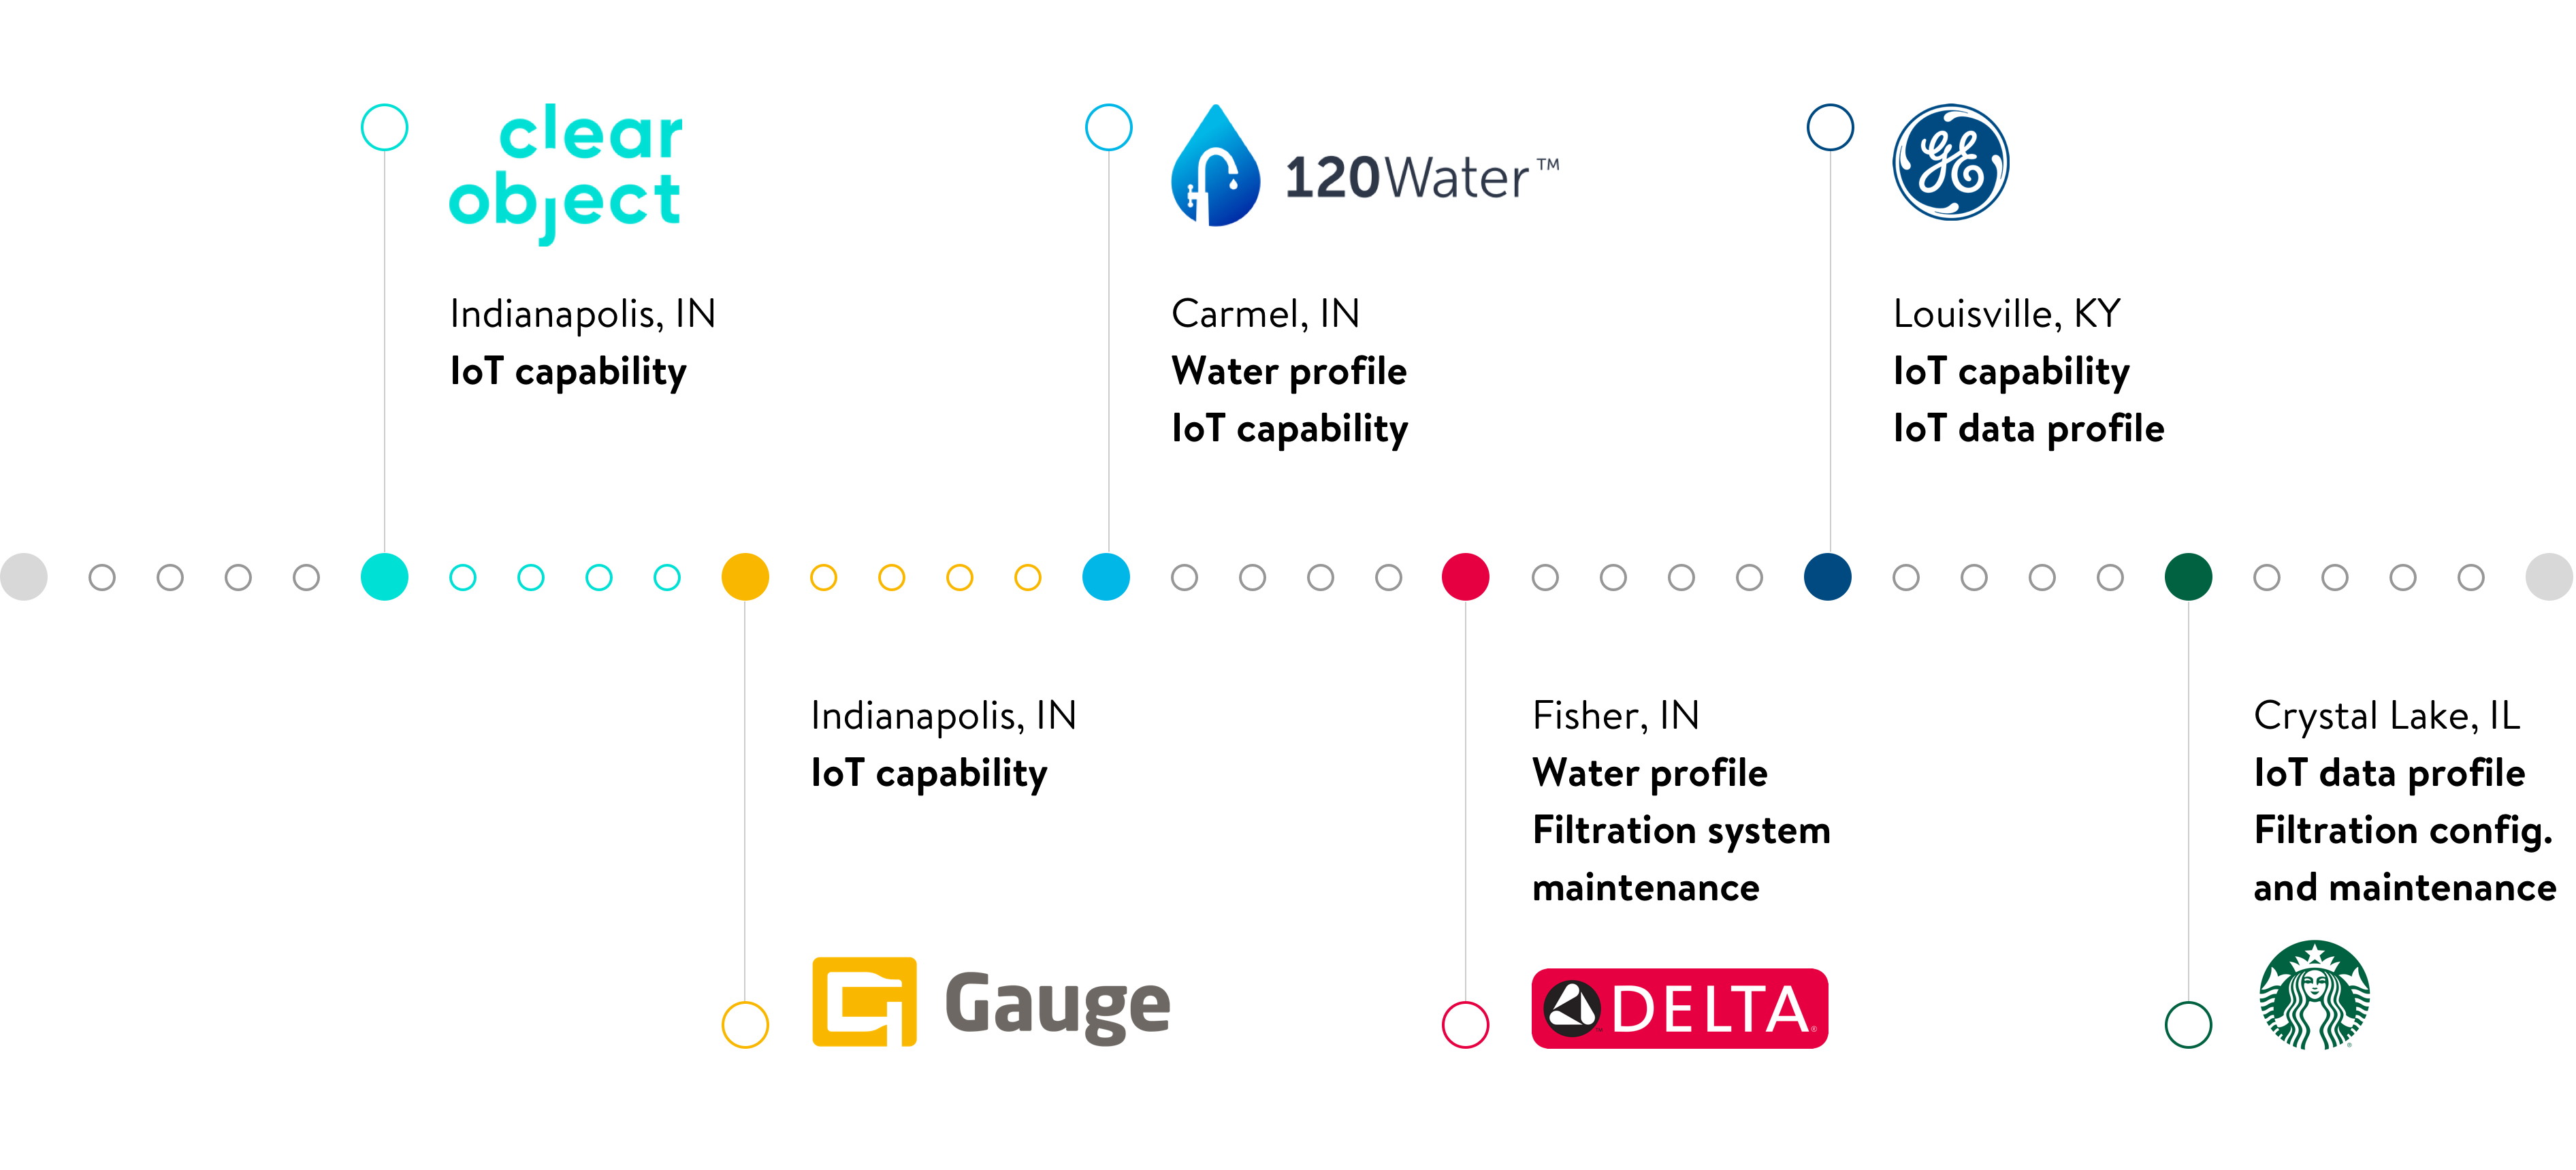 clear
object
Indianapolis, IN
IoT capability
120Water™
Carmel, IN
Water profile
IoT capability
GE
Louisville, KY
IoT capability
IoT data profile
Indianapolis, IN
IoT capability
Gauge
Fisher, IN
Water profile
Filtration system
maintenance
DELTA®
Crystal Lake, IL
IoT data profile
Filtration config.
and maintenance